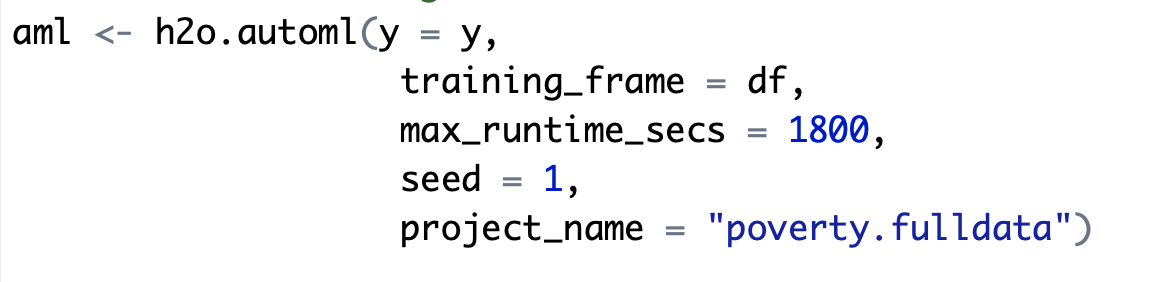 aml <- h2o.automl(y = y,
training_frame = df,
max_runtime_secs = 1800,
seed = 1,
project_name = "poverty.fulldata")